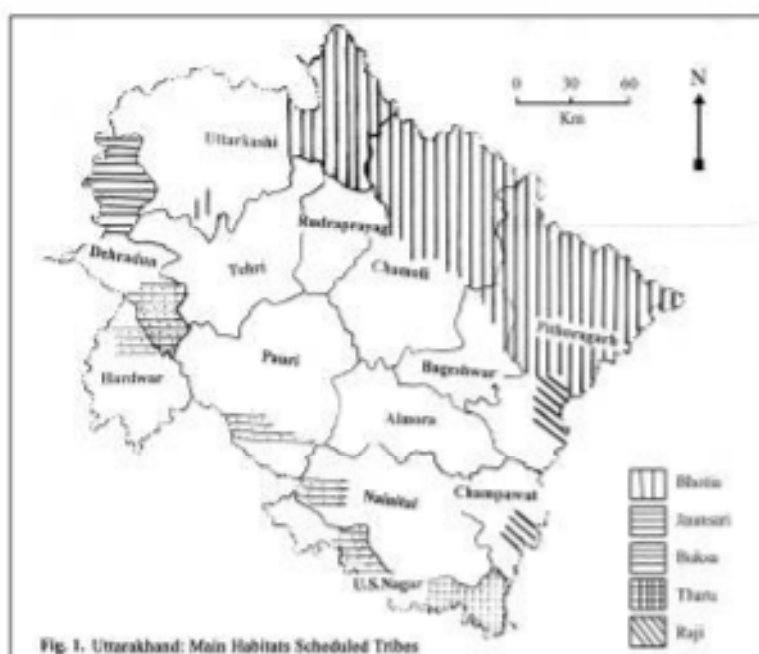 0 30 60
Km
N
Uttarkashi
Rudraprayag
Dehradun
Tehri
Chamoli
Pithoragarh
Hardwar
Pauri
Bageshwar
Almora
Nainital
Champawat
U.S.Nagar
Bhotia
Jaunsari
Buksa
Tharu
Raji
Fig. 1. Uttarakhand: Main Habitats Scheduled Tribes